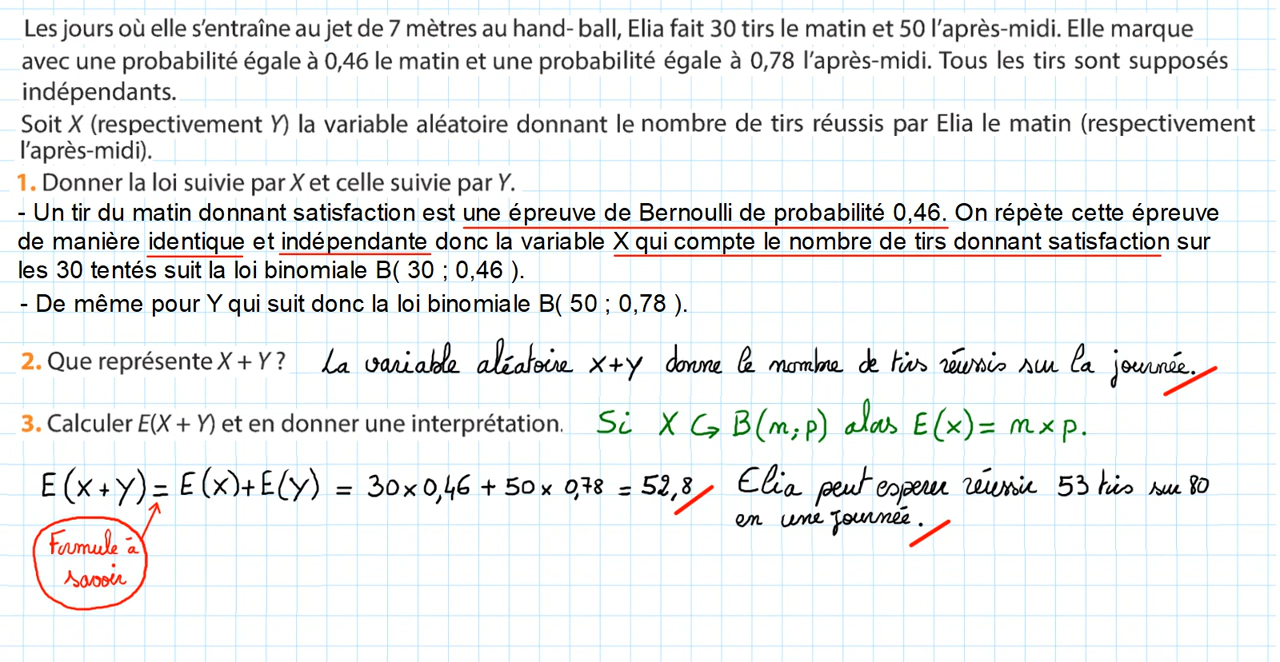 Les jours où elle s'entraîne au jet de 7 mètres au hand- ball, Elia fait 30 tirs le matin et 50 l'après-midi. Elle marque
avec une probabilité égale à 0,46 le matin et une probabilité égale à 0,78 l'après-midi. Tous les tirs sont supposés
indépendants.
Soit X (respectivement Y) la variable aléatoire donnant le nombre de tirs réussis par Elia le matin (respectivement
l'après-midi).
1. Donner la loi suivie par X et celle suivie par Y.
- Un tir du matin donnant satisfaction est une épreuve de Bernoulli de probabilité 0,46. On répète cette épreuve
de manière identique et indépendante donc la variable X qui compte le nombre de tirs donnant satisfaction sur
les 30 tentés suit la loi binomiale B( 30 ; 0,46 ).
- De même pour Y qui suit donc la loi binomiale B( 50 ; 0,78 ).
2. Que représente X + Y ? La variable aléatoire X+Y donne le nombre de tirs réussis sur la journée.
3. Calculer E(X + Y) et en donner une interprétation. Si X ↪ B(n;p) alors E(X) = n×p.
E(X+Y) = E(X)+E(Y) = 30×0,46 + 50×0,78 = 52,8 Elia peut esperer réussir 53 tirs sur 80
en une journée.
Formule à
savoir